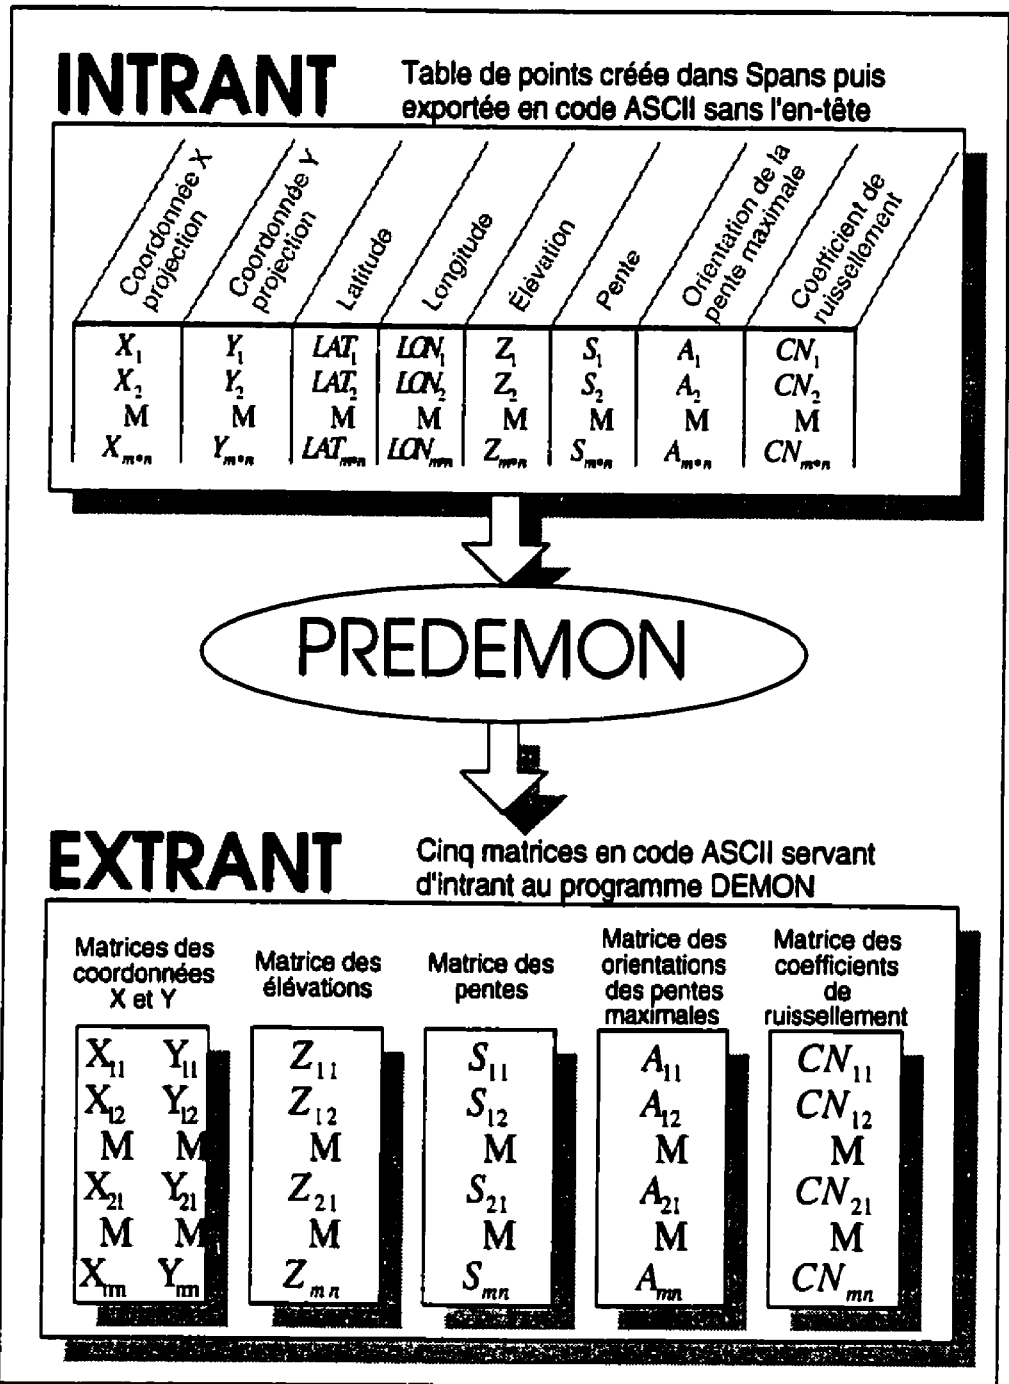 INTRANT
Table de points créée dans Spans puis
exportée en code ASCII sans l'en-tête
Coordonnée X
projection
Coordonnée Y
projection
Latitude
Longitude
Élévation
Pente
Orientation de la
pente maximale
Coefficient de
ruissellement
X₁ Y₁ LAT₁ LON₁ Z₁ S₁ A₁ CN₁
X₂ Y₂ LAT₂ LON₂ Z₂ S₂ A₂ CN₂
M M M M M M M M
Xm•n Ym•n LATm•n LONm•n Zm•n Sm•n Am•n CNm•n
PREDEMON
EXTRANT
Cinq matrices en code ASCII servant
d'intrant au programme DEMON
Matrices des
coordonnées
X et Y
Matrice des
élévations
Matrice des
pentes
Matrice des
orientations
des pentes
maximales
Matrice des
coefficients
de
ruissellement
X₁₁ Y₁₁ Z₁₁ S₁₁ A₁₁ CN₁₁
X₁₂ Y₁₂ Z₁₂ S₁₂ A₁₂ CN₁₂
M M M M M M
X₂₁ Y₂₁ Z₂₁ S₂₁ A₂₁ CN₂₁
M M M M M M
Xmn Ymn Zmn Smn Amn CNmn